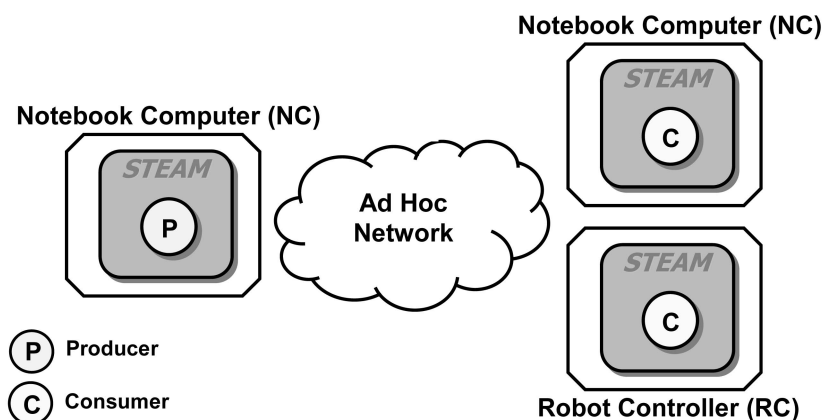 Notebook Computer (NC)
STEAM
C
Notebook Computer (NC)
STEAM
P
Ad Hoc
Network
STEAM
C
Robot Controller (RC)
P Producer
C Consumer